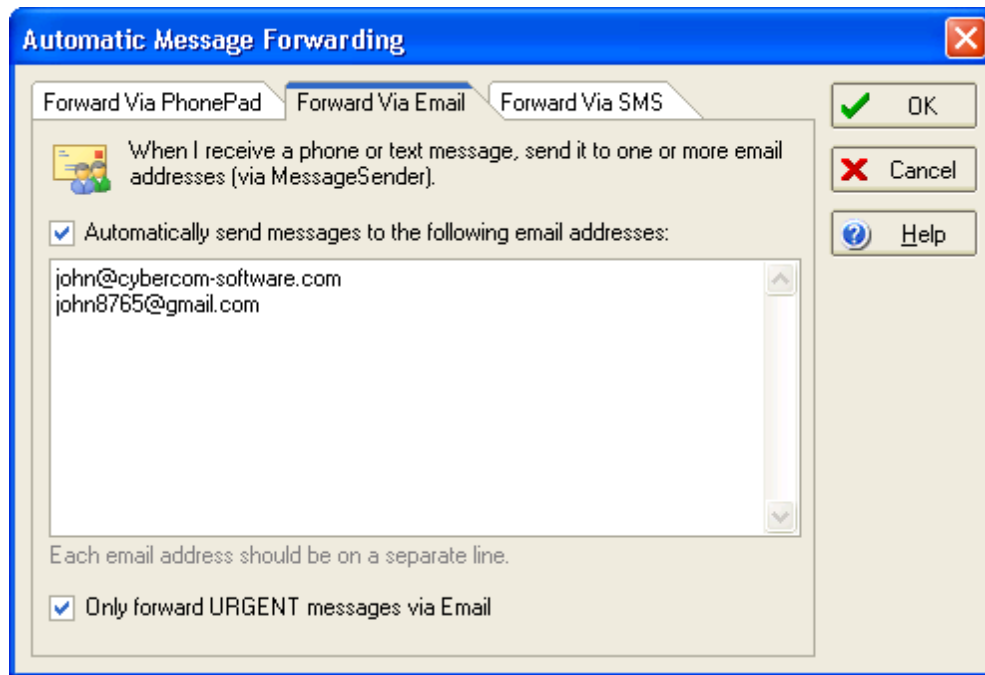 Automatic Message Forwarding
Forward Via PhonePad
Forward Via Email
Forward Via SMS
OK
When I receive a phone or text message, send it to one or more email
addresses (via MessageSender).
Cancel
Automatically send messages to the following email addresses:
Help
john@cybercom-software.com
john8765@gmail.com
Each email address should be on a separate line.
Only forward URGENT messages via Email